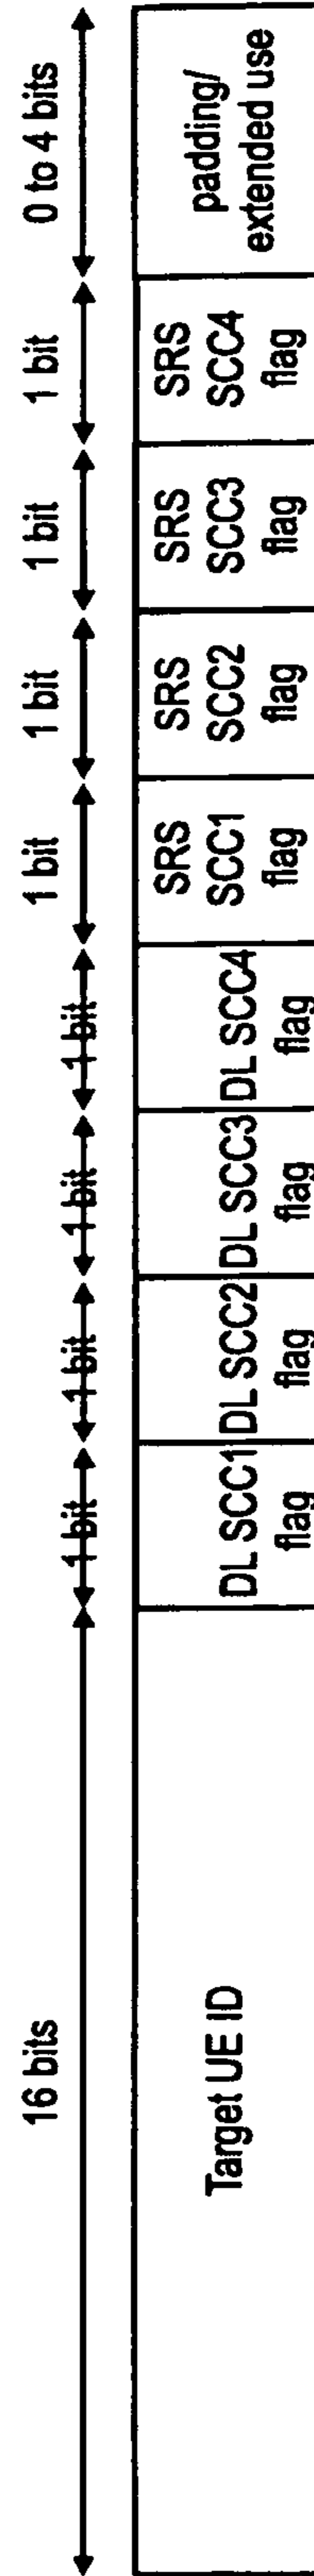 16 bits
1 bit
1 bit
1 bit
1 bit
1 bit
1 bit
1 bit
1 bit
0 to 4 bits
Target UE ID
DL SCC1
flag
DL SCC2
flag
DL SCC3
flag
DL SCC4
flag
SRS
SCC1
flag
SRS
SCC2
flag
SRS
SCC3
flag
SRS
SCC4
flag
padding/
extended use